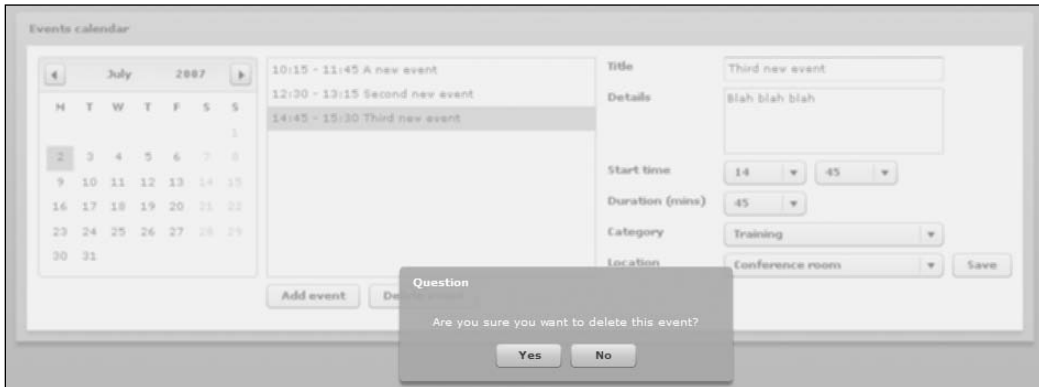 Events calendar
July 2007
M T W T F S S
1
2 3 4 5 6 7 8
9 10 11 12 13 14 15
16 17 18 19 20 21 22
23 24 25 26 27 28 29
30 31
10:15 - 11:45 A new event
12:30 - 13:15 Second new event
14:45 - 15:30 Third new event
Add event
Delete event
Title
Third new event
Details
Blah blah blah
Start time
14
45
Duration (mins)
45
Category
Training
Location
Conference room
Save
Question
Are you sure you want to delete this event?
Yes
No